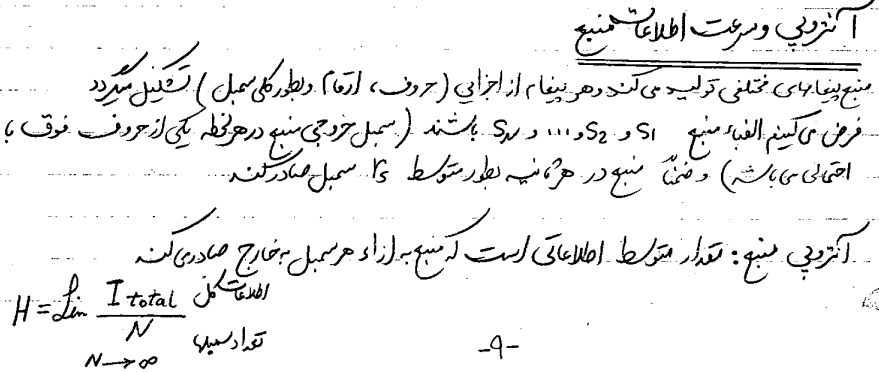 آنتروپی و سرعت اطلاعات منبع
منبع پیغامهای مختلفی تولید می کند و هر پیغام از اجزایی (حروف، ارقام و بطور کلی سمبل) تشکیل میگردد
فرض می کنیم الفباء منبع S1 و S2 و ... و SM باشند (سمبل خروجی منبع در هر لحظه یکی از حروف فوق با
احتمالی می باشد) و ضمناً منبع در هر ثانیه بطور متوسط rs سمبل صادر کند
آنتروپی منبع: مقدار متوسط اطلاعاتی است که منبع به ازاء هر سمبل به خارج صادر می کند
H = Lim I total / N اطلاعات کل
N→∞ تعداد سمبلها
-9-